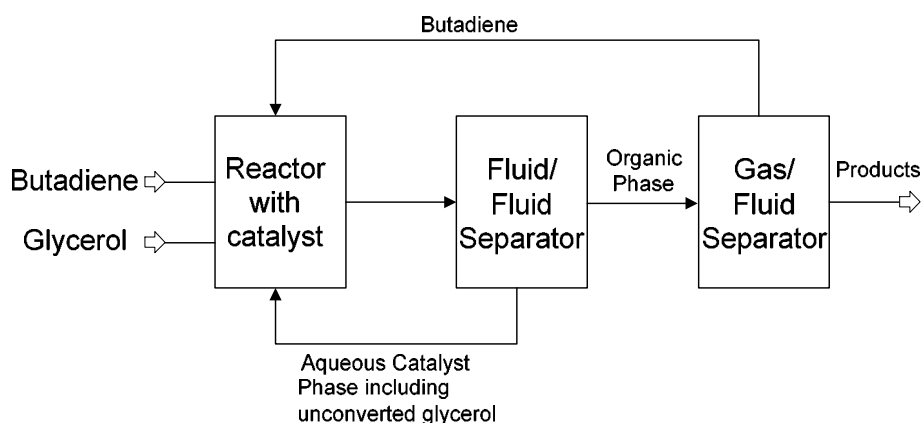 Butadiene
Butadiene
Glycerol
Reactor
with
catalyst
Fluid/
Fluid
Separator
Organic
Phase
Gas/
Fluid
Separator
Products
Aqueous Catalyst
Phase including
unconverted glycerol